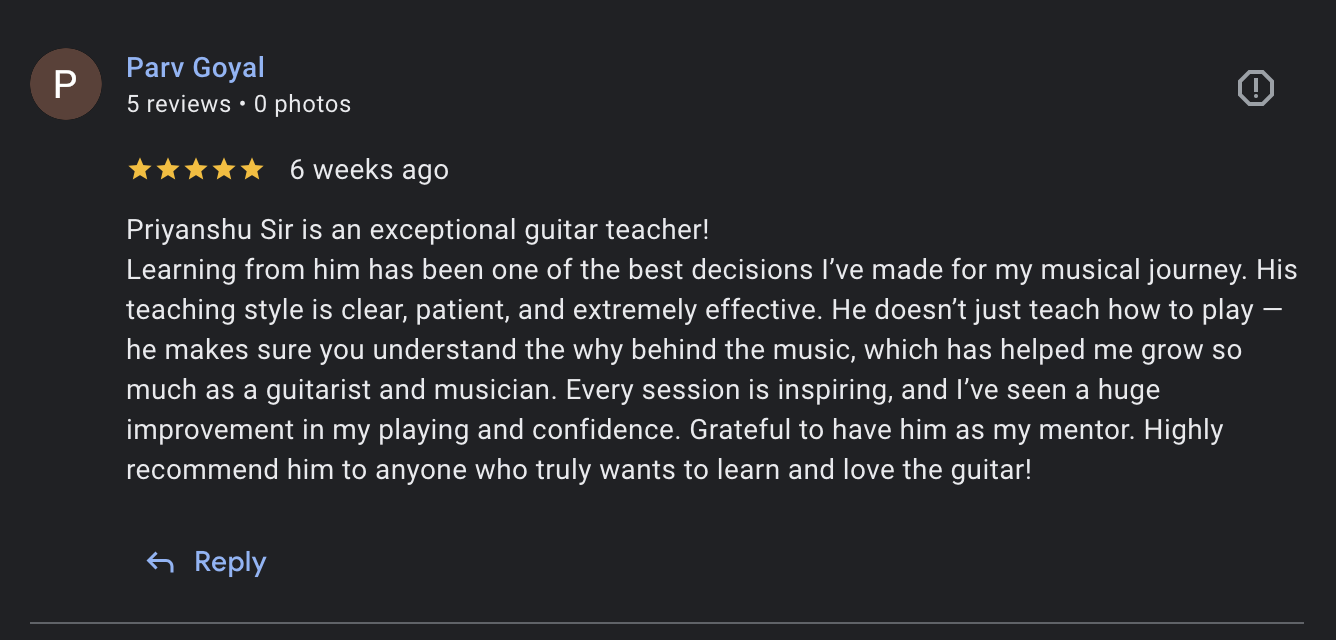 P
Parv Goyal
5 reviews • 0 photos
6 weeks ago
Priyanshu Sir is an exceptional guitar teacher!
Learning from him has been one of the best decisions I’ve made for my musical journey. His
teaching style is clear, patient, and extremely effective. He doesn’t just teach how to play —
he makes sure you understand the why behind the music, which has helped me grow so
much as a guitarist and musician. Every session is inspiring, and I’ve seen a huge
improvement in my playing and confidence. Grateful to have him as my mentor. Highly
recommend him to anyone who truly wants to learn and love the guitar!
Reply